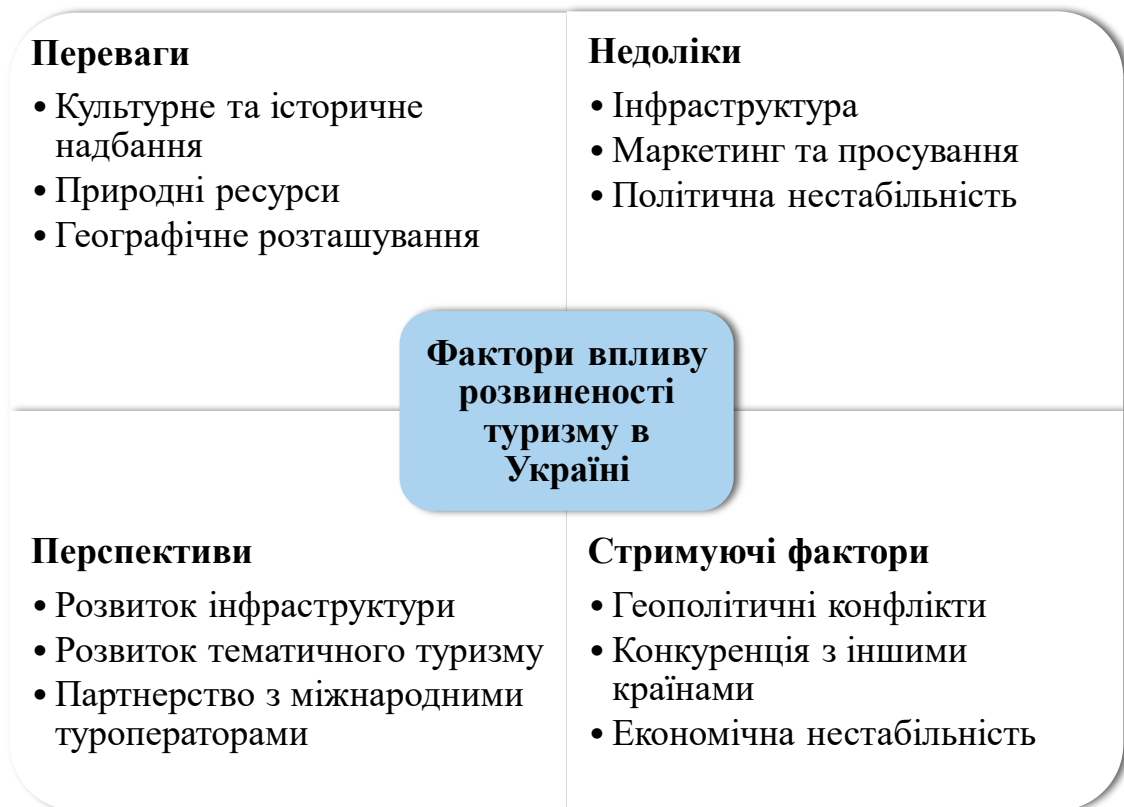 Переваги
• Культурне та історичне
надбання
• Природні ресурси
• Географічне розташування
Недоліки
• Інфраструктура
• Маркетинг та просування
• Політична нестабільність
Фактори впливу
розвиненості
туризму в
Україні
Перспективи
• Розвиток інфраструктури
• Розвиток тематичного туризму
• Партнерство з міжнародними
туроператорами
Стримуючі фактори
• Геополітичні конфлікти
• Конкуренція з іншими
країнами
• Економічна нестабільність